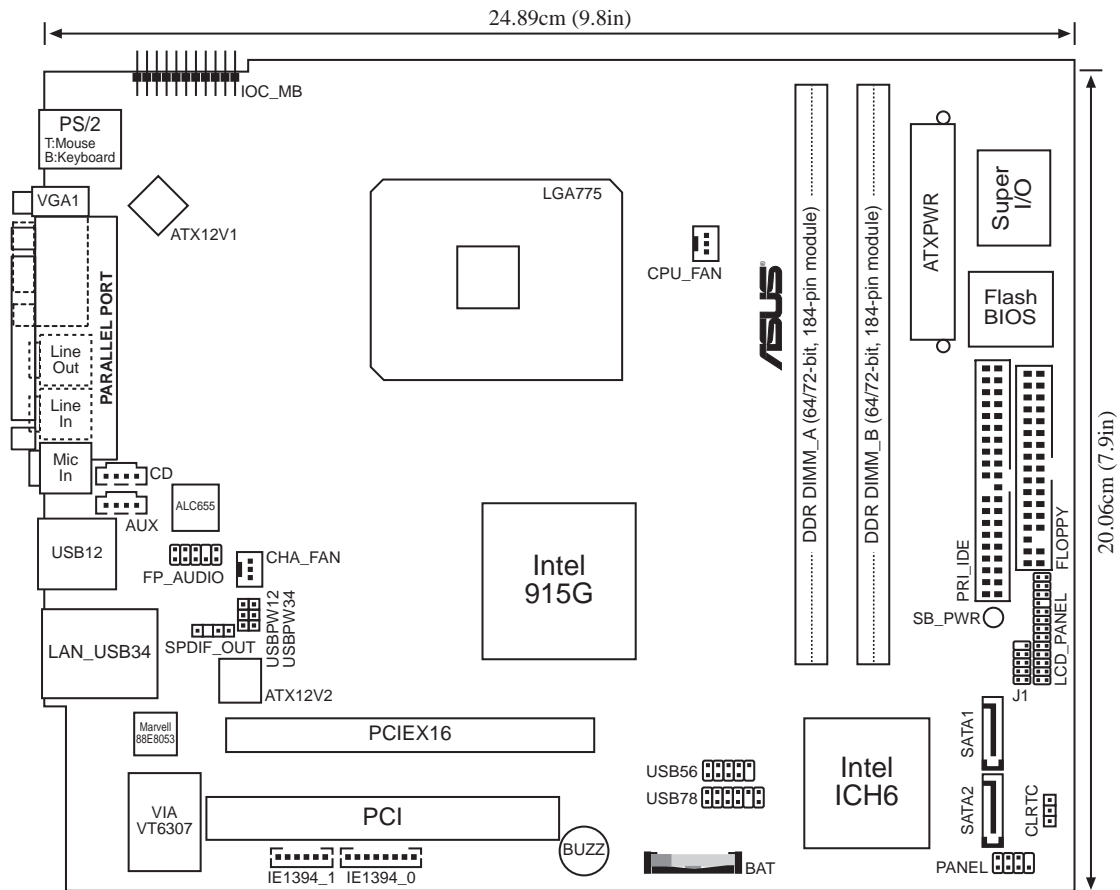 24.89cm (9.8in)
IOC_MB
PS/2
T:Mouse
B:Keyboard
VGA1
ATX12V1
LGA775
CPU_FAN
ASUS®
DDR DIMM_A (64/72-bit, 184-pin module)
DDR DIMM_B (64/72-bit, 184-pin module)
ATXPWR
Super
I/O
Flash
BIOS
20.06cm (7.9in)
PARALLEL PORT
Line
Out
Line
In
Mic
In
CD
AUX
ALC655
USB12
FP_AUDIO
CHA_FAN
USBPW12
USBPW34
SPDIF_OUT
LAN_USB34
ATX12V2
Intel
915G
PRI_IDE
FLOPPY
SB_PWR
LCD_PANEL
J1
Marvell
88E8053
PCIEX16
VIA
VT6307
PCI
IE1394_1
IE1394_0
BUZZ
USB56
USB78
BAT
Intel
ICH6
SATA1
SATA2
CLRTC
PANEL